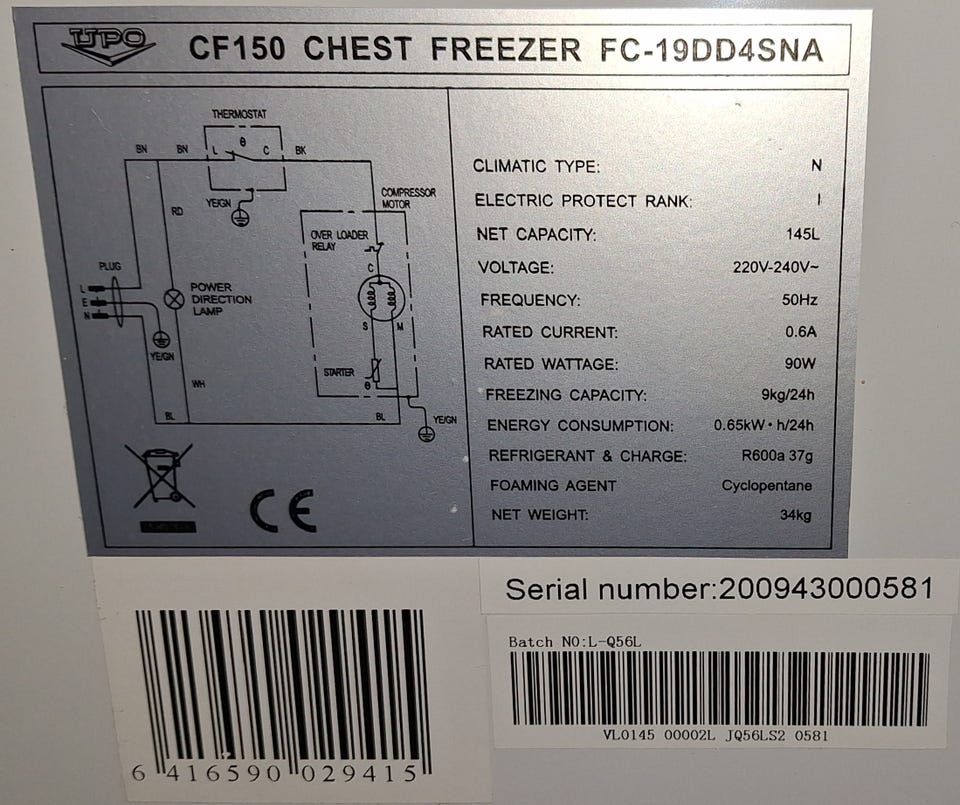 UPO CF150 CHEST FREEZER FC-19DD4SNA
THERMOSTAT
BN BN L θ C BK
YE/GN
RD
COMPRESSOR
MOTOR
OVER LOADER
RELAY
C
PLUG
L
E
N
POWER
DIRECTION
LAMP
S M
YE/GN
STARTER
θ
WH
BL BL YE/GN
CE
CLIMATIC TYPE: N
ELECTRIC PROTECT RANK: I
NET CAPACITY: 145L
VOLTAGE: 220V-240V~
FREQUENCY: 50Hz
RATED CURRENT: 0.6A
RATED WATTAGE: 90W
FREEZING CAPACITY: 9kg/24h
ENERGY CONSUMPTION: 0.65kW·h/24h
REFRIGERANT & CHARGE: R600a 37g
FOAMING AGENT Cyclopentane
NET WEIGHT: 34kg
Serial number:200943000581
Batch NO:L-Q56L
VL0145 00002L JQ56LS2 0581
6 416590 029415